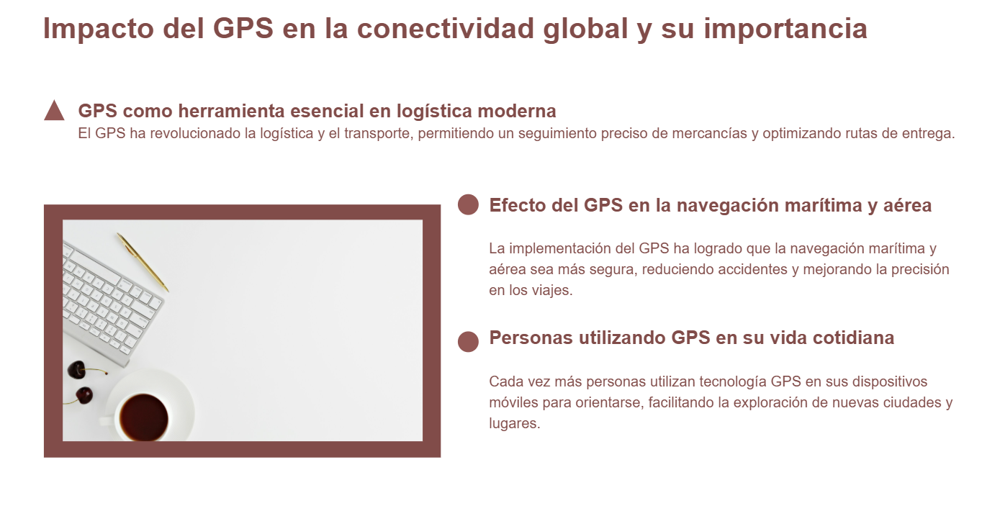 Impacto del GPS en la conectividad global y su importancia
GPS como herramienta esencial en logística moderna
El GPS ha revolucionado la logística y el transporte, permitiendo un seguimiento preciso de mercancías y optimizando rutas de entrega.
Efecto del GPS en la navegación marítima y aérea
La implementación del GPS ha logrado que la navegación marítima y
aérea sea más segura, reduciendo accidentes y mejorando la precisión
en los viajes.
Personas utilizando GPS en su vida cotidiana
Cada vez más personas utilizan tecnología GPS en sus dispositivos
móviles para orientarse, facilitando la exploración de nuevas ciudades y
lugares.